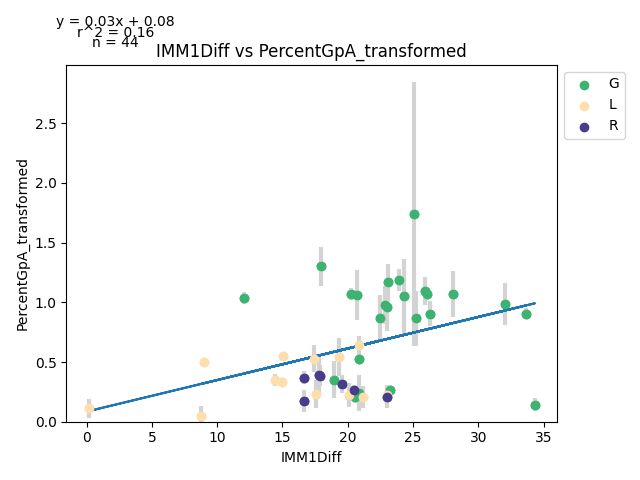 y = 0.03x + 0.08
r^2 = 0.16
n = 44
IMM1Diff vs PercentGpA_transformed
G
L
R
PercentGpA_transformed
2.5
2.0
1.5
1.0
0.5
0.0
0 5 10 15 20 25 30 35
IMM1Diff